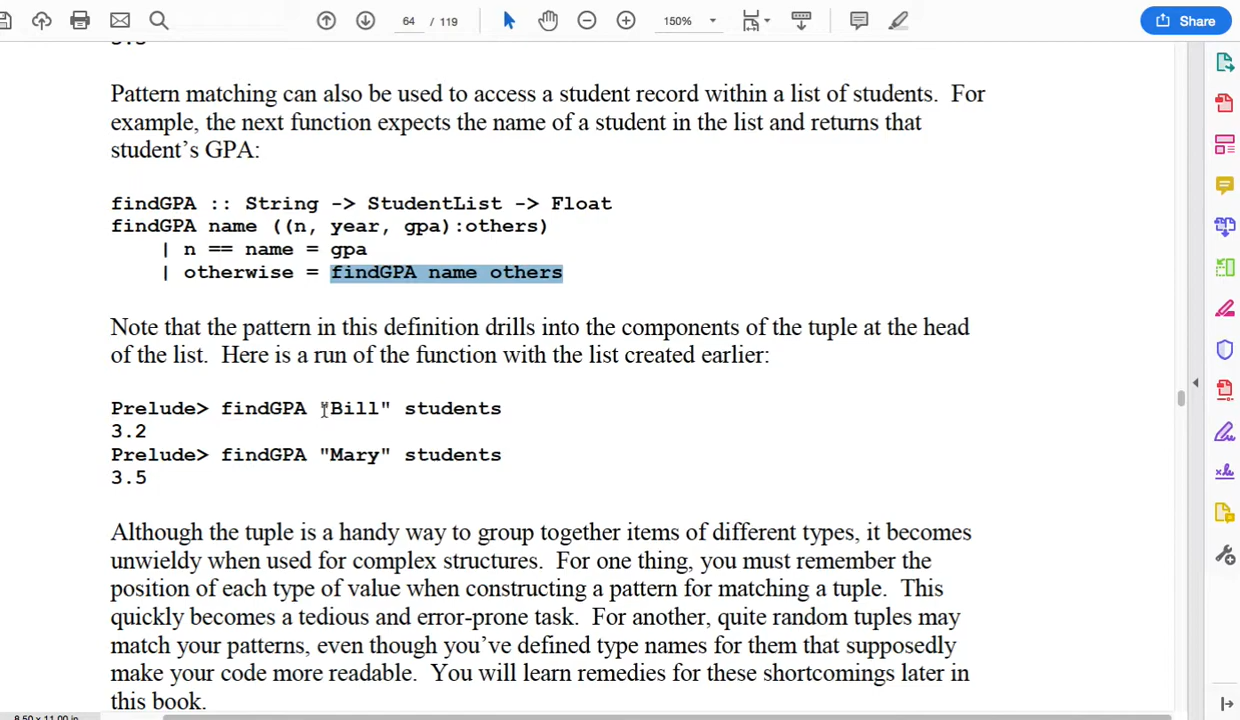 64 / 119
150%
Share
Pattern matching can also be used to access a student record within a list of students.  For
example, the next function expects the name of a student in the list and returns that
student’s GPA:
findGPA :: String -> StudentList -> Float
findGPA name ((n, year, gpa):others)
    | n == name = gpa
    | otherwise = findGPA name others
Note that the pattern in this definition drills into the components of the tuple at the head
of the list.  Here is a run of the function with the list created earlier:
Prelude> findGPA "Bill" students
3.2
Prelude> findGPA "Mary" students
3.5
Although the tuple is a handy way to group together items of different types, it becomes
unwieldy when used for complex structures.  For one thing, you must remember the
position of each type of value when constructing a pattern for matching a tuple.  This
quickly becomes a tedious and error-prone task.  For another, quite random tuples may
match your patterns, even though you’ve defined type names for them that supposedly
make your code more readable.  You will learn remedies for these shortcomings later in
this book.
8.50 x 11.00 in